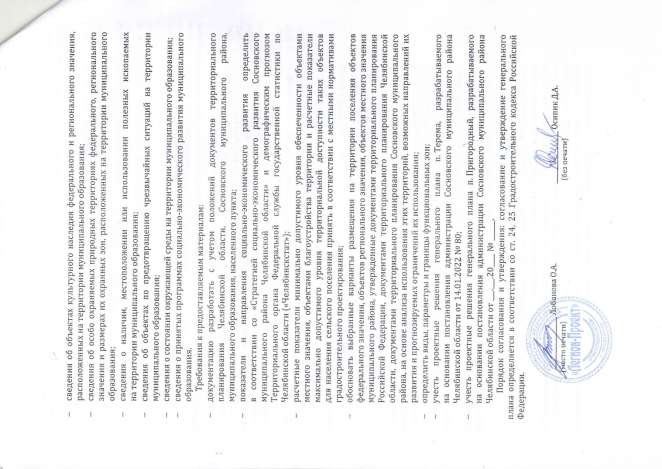 – сведения об объектах культурного наследия федерального и регионального значения,
расположенных на территории муниципального образования;
– сведения об особо охраняемых природных территориях федерального, регионального
значения и размерах их охранных зон, расположенных на территории муниципального
образования
– сведения о наличии, местоположении или использовании полезных ископаемых
на территории муниципального образования;
– сведения об объектах по предотвращению чрезвычайных ситуаций на территории
муниципального образования;
– сведения о состоянии окружающей среды на территории муниципального образования;
– сведения о принятых программах социально-экономического развития муниципального
образования.
Требования к предоставляемым материалам:
– документацию разработать с учетом положений документов территориального
планирования Челябинской области, Сосновского муниципального района,
муниципального образования, населенного пункта;
– показатели и направления социально-экономического развития определить
в соответствии со «Стратегией социально-экономического развития Сосновского
муниципального района Челябинской области» и демографическим прогнозом
Территориального органа Федеральной службы государственной статистики по
Челябинской области («Челябинскстат»);
– расчетные показатели минимально допустимого уровня обеспеченности объектами
местного значения, объектами благоустройства территории и расчетные показатели
максимально допустимого уровня территориальной доступности таких объектов
для населения сельского поселения принять в соответствии с местными нормативами
градостроительного проектирования;
– обосновать выбранные варианты размещения на территории поселения объектов
федерального значения, объектов регионального значения, объектов местного значения
муниципального района, утвержденные документами территориального планирования
Российской Федерации, документами территориального планирования Челябинской
области, документами территориального планирования Сосновского муниципального
района, на основе анализа использования этих территорий, возможных направлений их
развития и прогнозируемых ограничений их использования;
– определить виды, параметры и границы функциональных зон;
– учесть проектные решения генерального плана п. Терема, разрабатываемого
на основании постановления администрации Сосновского муниципального района
Челябинской области от 14.01.2022 № 80;
– учесть проектные решения генерального плана п. Пригородный, разрабатываемого
на основании постановления администрации Сосновского муниципального района
Челябинской области от ______20__ №____.
Порядок согласования и утверждения: согласование и утверждение генерального
плана определяется в соответствии со ст. 24, 25 Градостроительного кодекса Российской
Федерации.
Лобанова О.А.
[место печати]
Осипик Д.А.
[без печати]